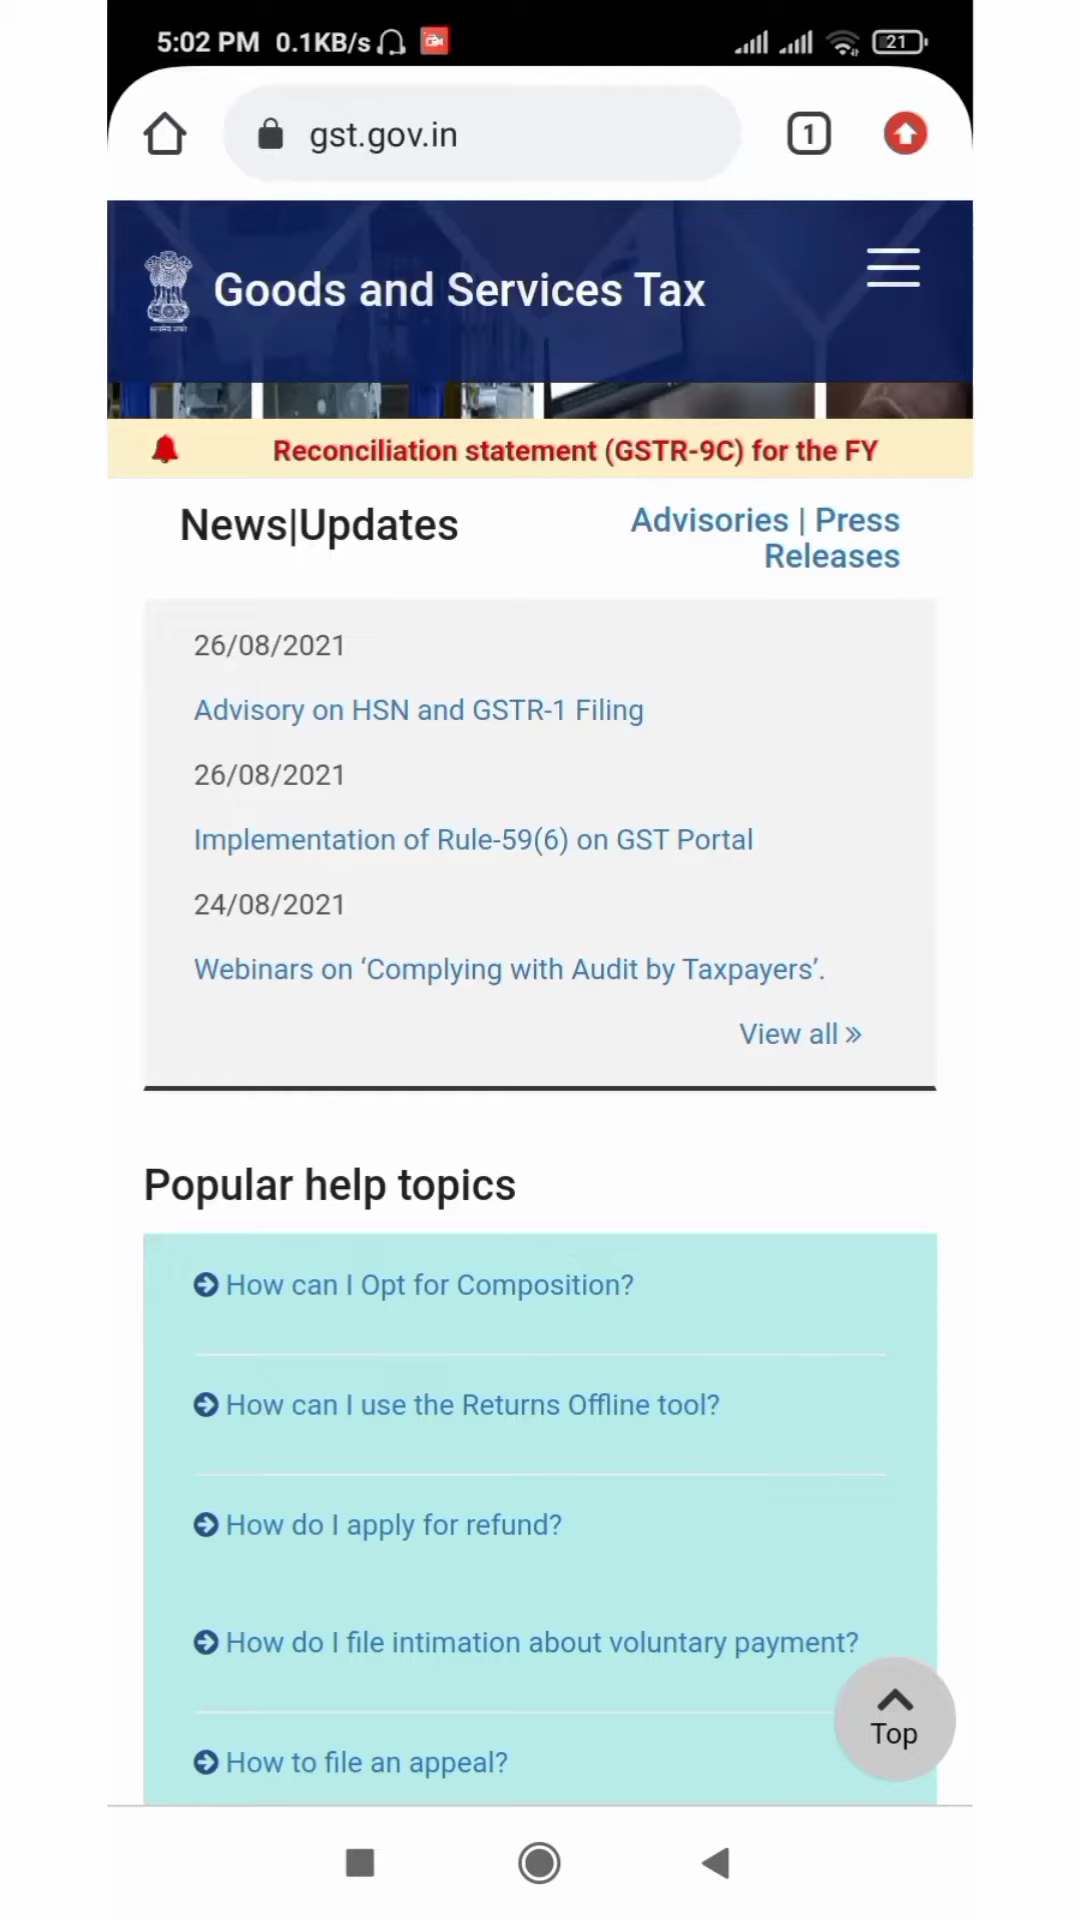 5:02 PM 0.1KB/s 21
gst.gov.in 1
Goods and Services Tax
Reconciliation statement (GSTR-9C) for the FY
News|Updates
Advisories | Press
Releases
26/08/2021
Advisory on HSN and GSTR-1 Filing
26/08/2021
Implementation of Rule-59(6) on GST Portal
24/08/2021
Webinars on ‘Complying with Audit by Taxpayers’.
View all »
Popular help topics
How can I Opt for Composition?
How can I use the Returns Offline tool?
How do I apply for refund?
How do I file intimation about voluntary payment?
Top
How to file an appeal?